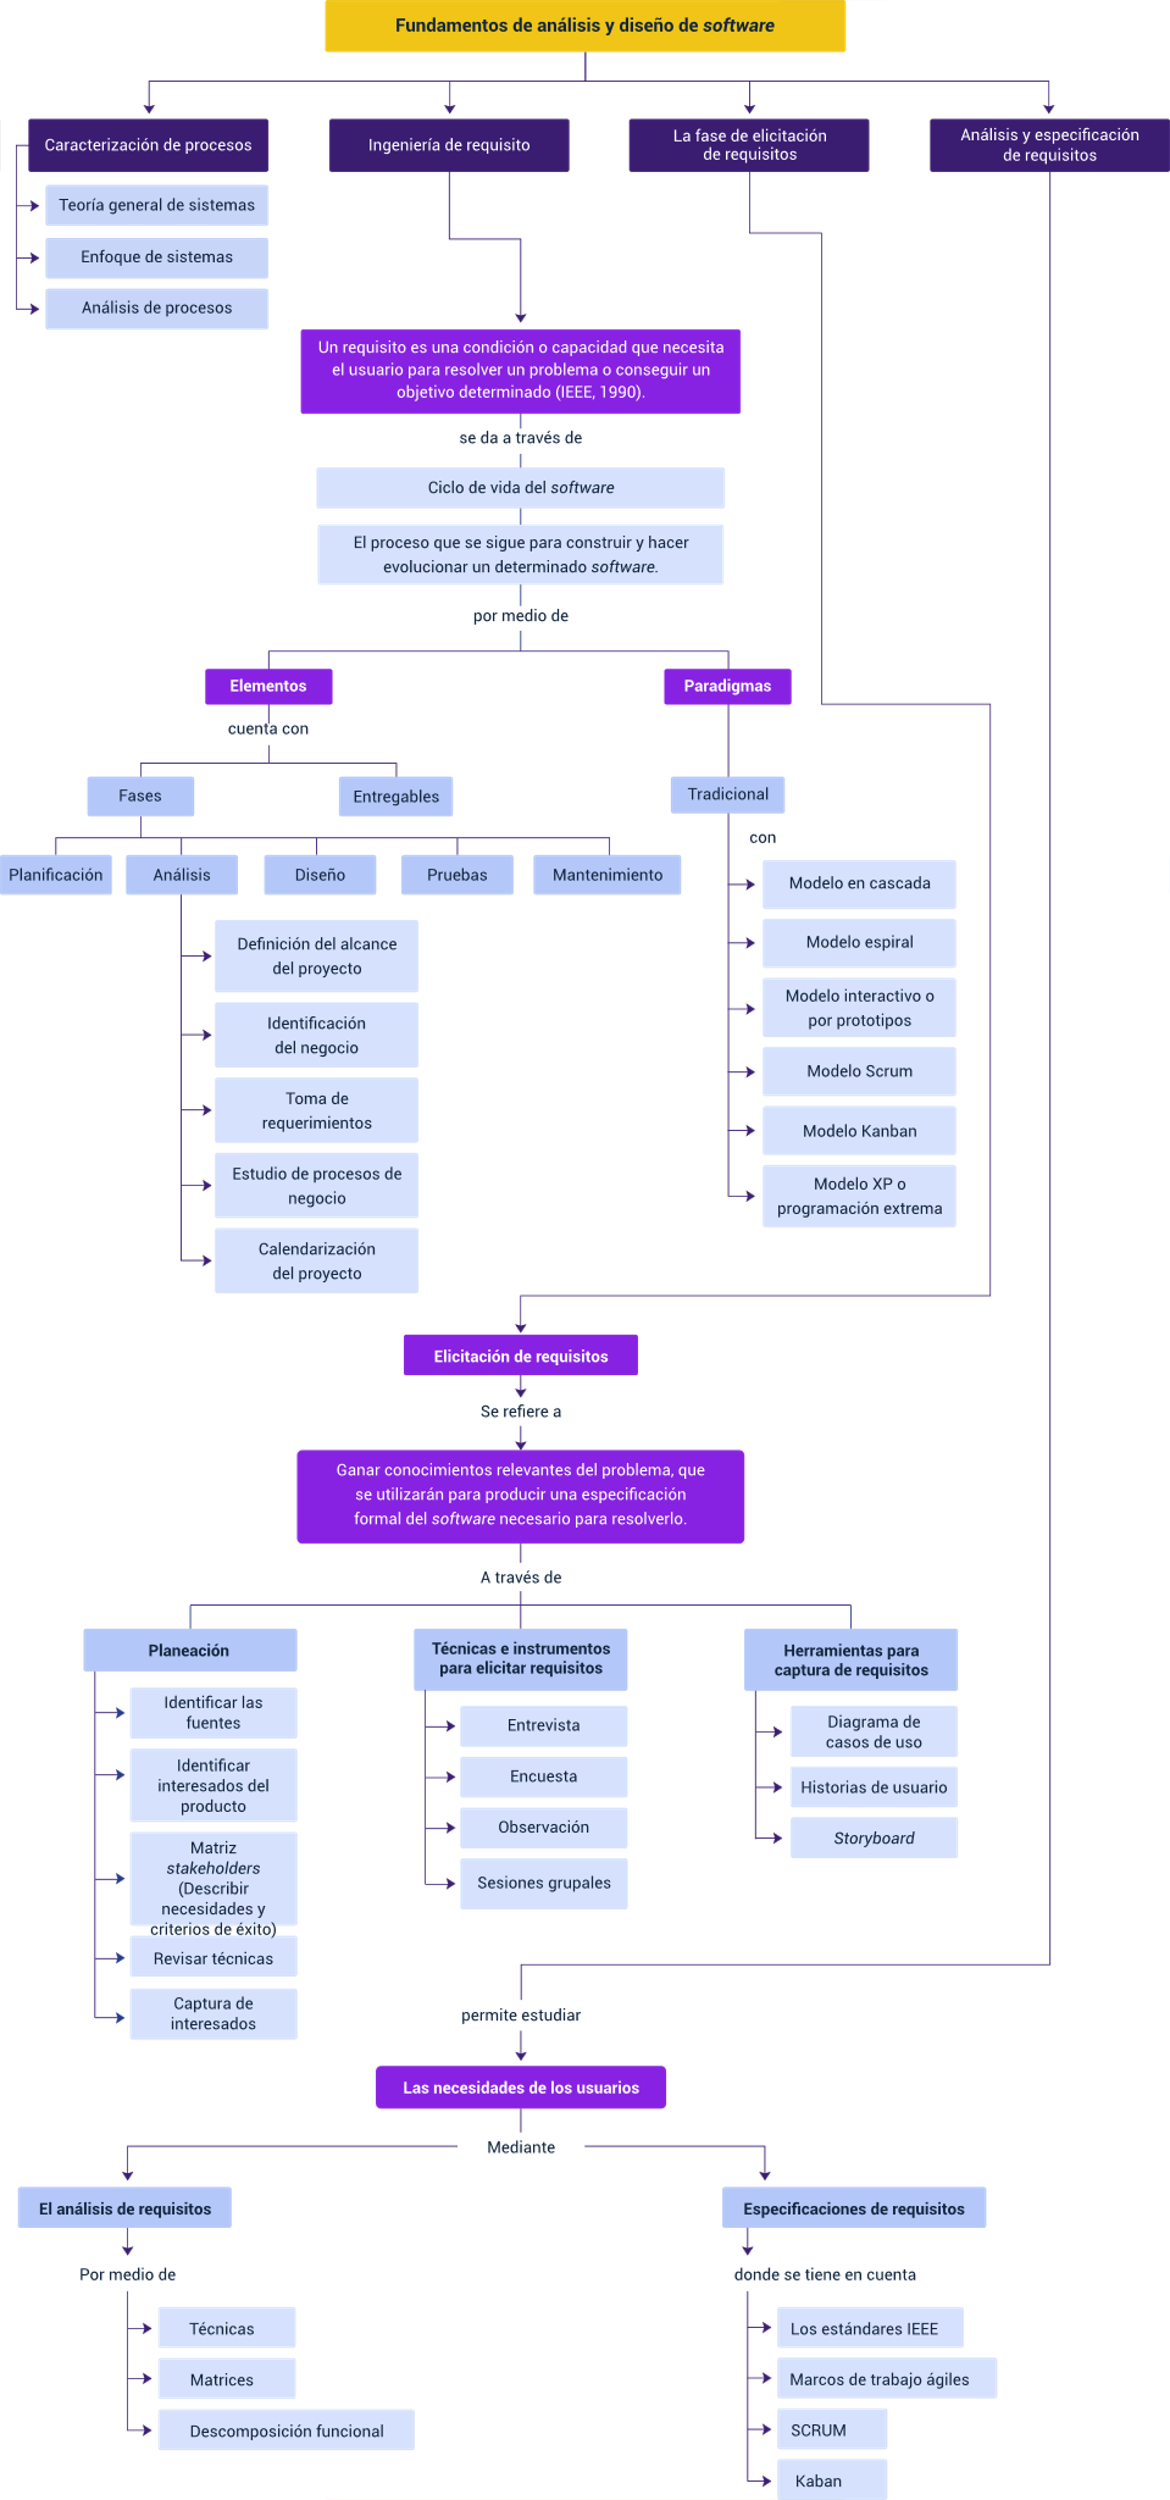 Fundamentos de análisis y diseño de software
Caracterización de procesos
Teoría general de sistemas
Enfoque de sistemas
Análisis de procesos
Ingeniería de requisito
La fase de elicitación
de requisitos
Análisis y especificación
de requisitos
Un requisito es una condición o capacidad que necesita
el usuario para resolver un problema o conseguir un
objetivo determinado (IEEE, 1990).
se da a través de
Ciclo de vida del software
El proceso que se sigue para construir y hacer
evolucionar un determinado software.
por medio de
Elementos
cuenta con
Fases
Entregables
Planificación
Análisis
Diseño
Pruebas
Mantenimiento
Definición del alcance
del proyecto
Identificación
del negocio
Toma de
requerimientos
Estudio de procesos de
negocio
Calendarización
del proyecto
Paradigmas
Tradicional
con
Modelo en cascada
Modelo espiral
Modelo interactivo o
por prototipos
Modelo Scrum
Modelo Kanban
Modelo XP o
programación extrema
Elicitación de requisitos
Se refiere a
Ganar conocimientos relevantes del problema, que
se utilizarán para producir una especificación
formal del software necesario para resolverlo.
A través de
Planeación
Identificar las
fuentes
Identificar
interesados del
producto
Matriz
stakeholders
(Describir
necesidades y
criterios de éxito)
Revisar técnicas
Captura de
interesados
Técnicas e instrumentos
para elicitar requisitos
Entrevista
Encuesta
Observación
Sesiones grupales
Herramientas para
captura de requisitos
Diagrama de
casos de uso
Historias de usuario
Storyboard
permite estudiar
Las necesidades de los usuarios
Mediante
El análisis de requisitos
Por medio de
Técnicas
Matrices
Descomposición funcional
Especificaciones de requisitos
donde se tiene en cuenta
Los estándares IEEE
Marcos de trabajo ágiles
SCRUM
Kaban